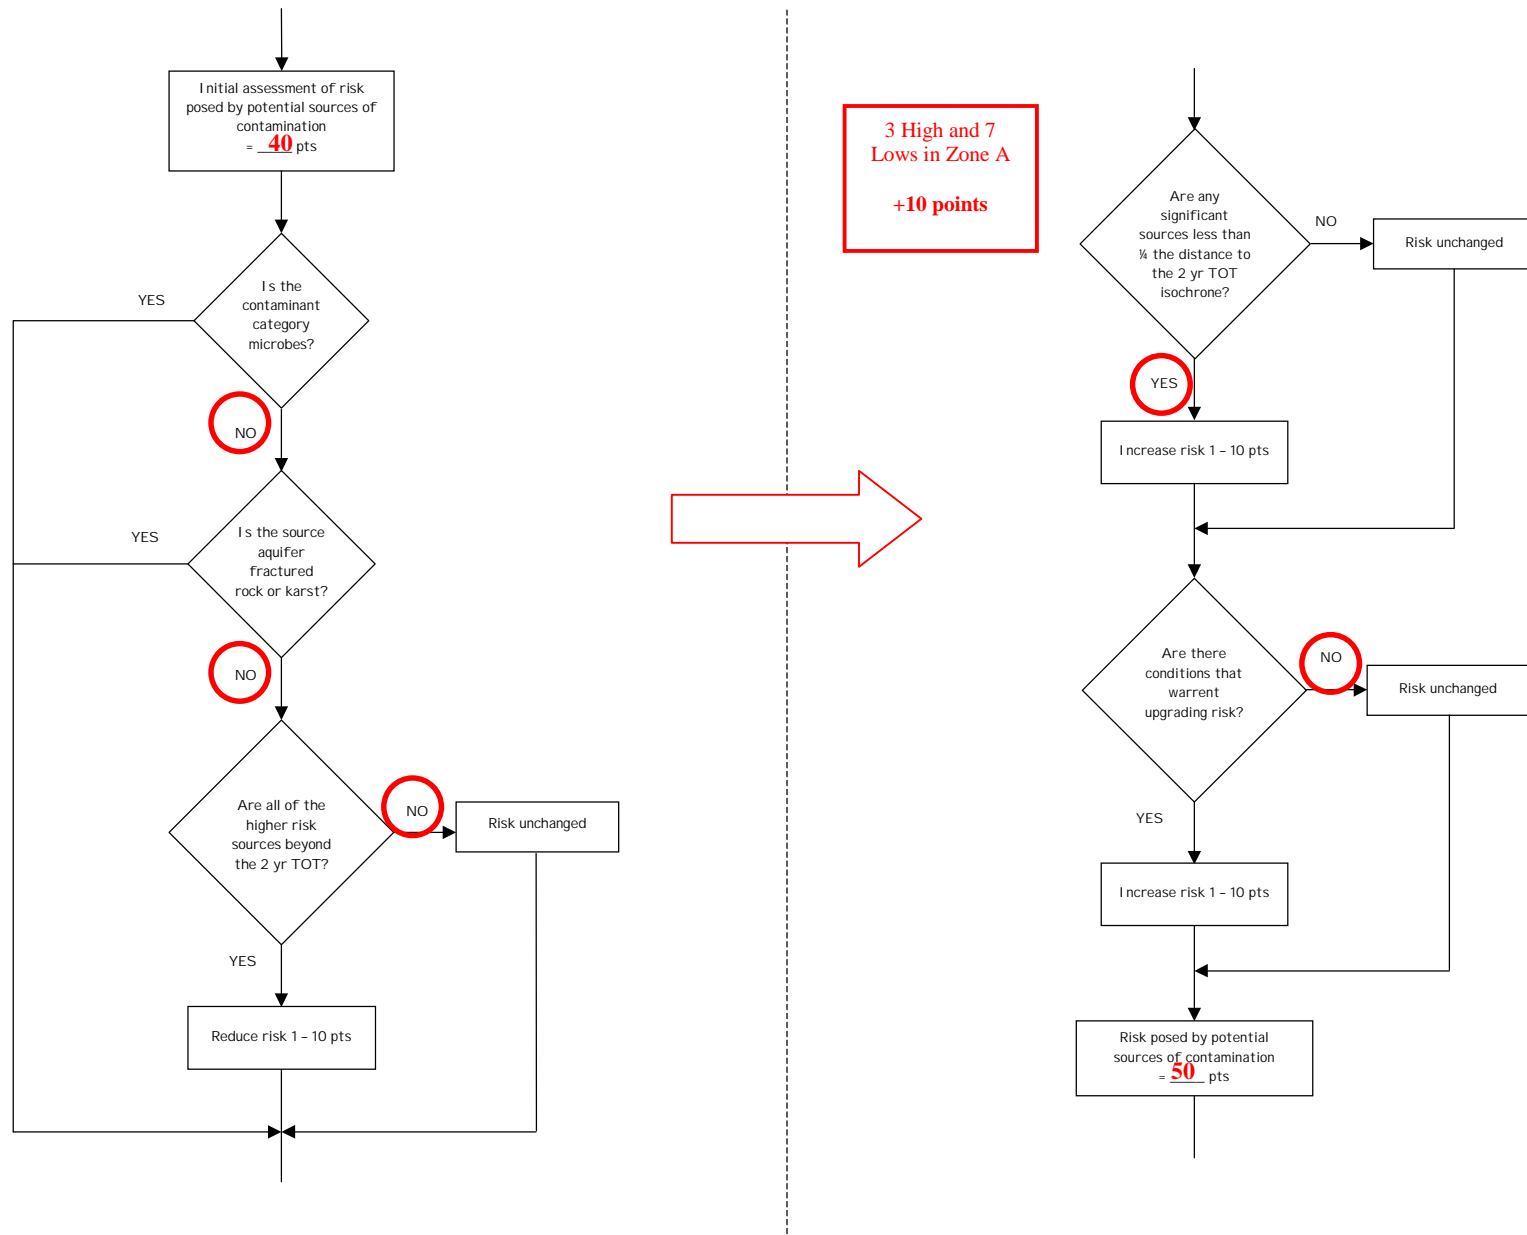 Initial assessment of risk
posed by potential sources of
contamination
= 40 pts
Is the
contaminant
category
microbes?
YES
NO
Is the source
aquifer
fractured
rock or karst?
YES
NO
Are all of the
higher risk
sources beyond
the 2 yr TOT?
NO
Risk unchanged
YES
Reduce risk 1 – 10 pts
3 High and 7
Lows in Zone A
+10 points
Are any
significant
sources less than
¼ the distance to
the 2 yr TOT
isochrone?
NO
Risk unchanged
YES
Increase risk 1 – 10 pts
Are there
conditions that
warrent
upgrading risk?
NO
Risk unchanged
YES
Increase risk 1 – 10 pts
Risk posed by potential
sources of contamination
= 50 pts